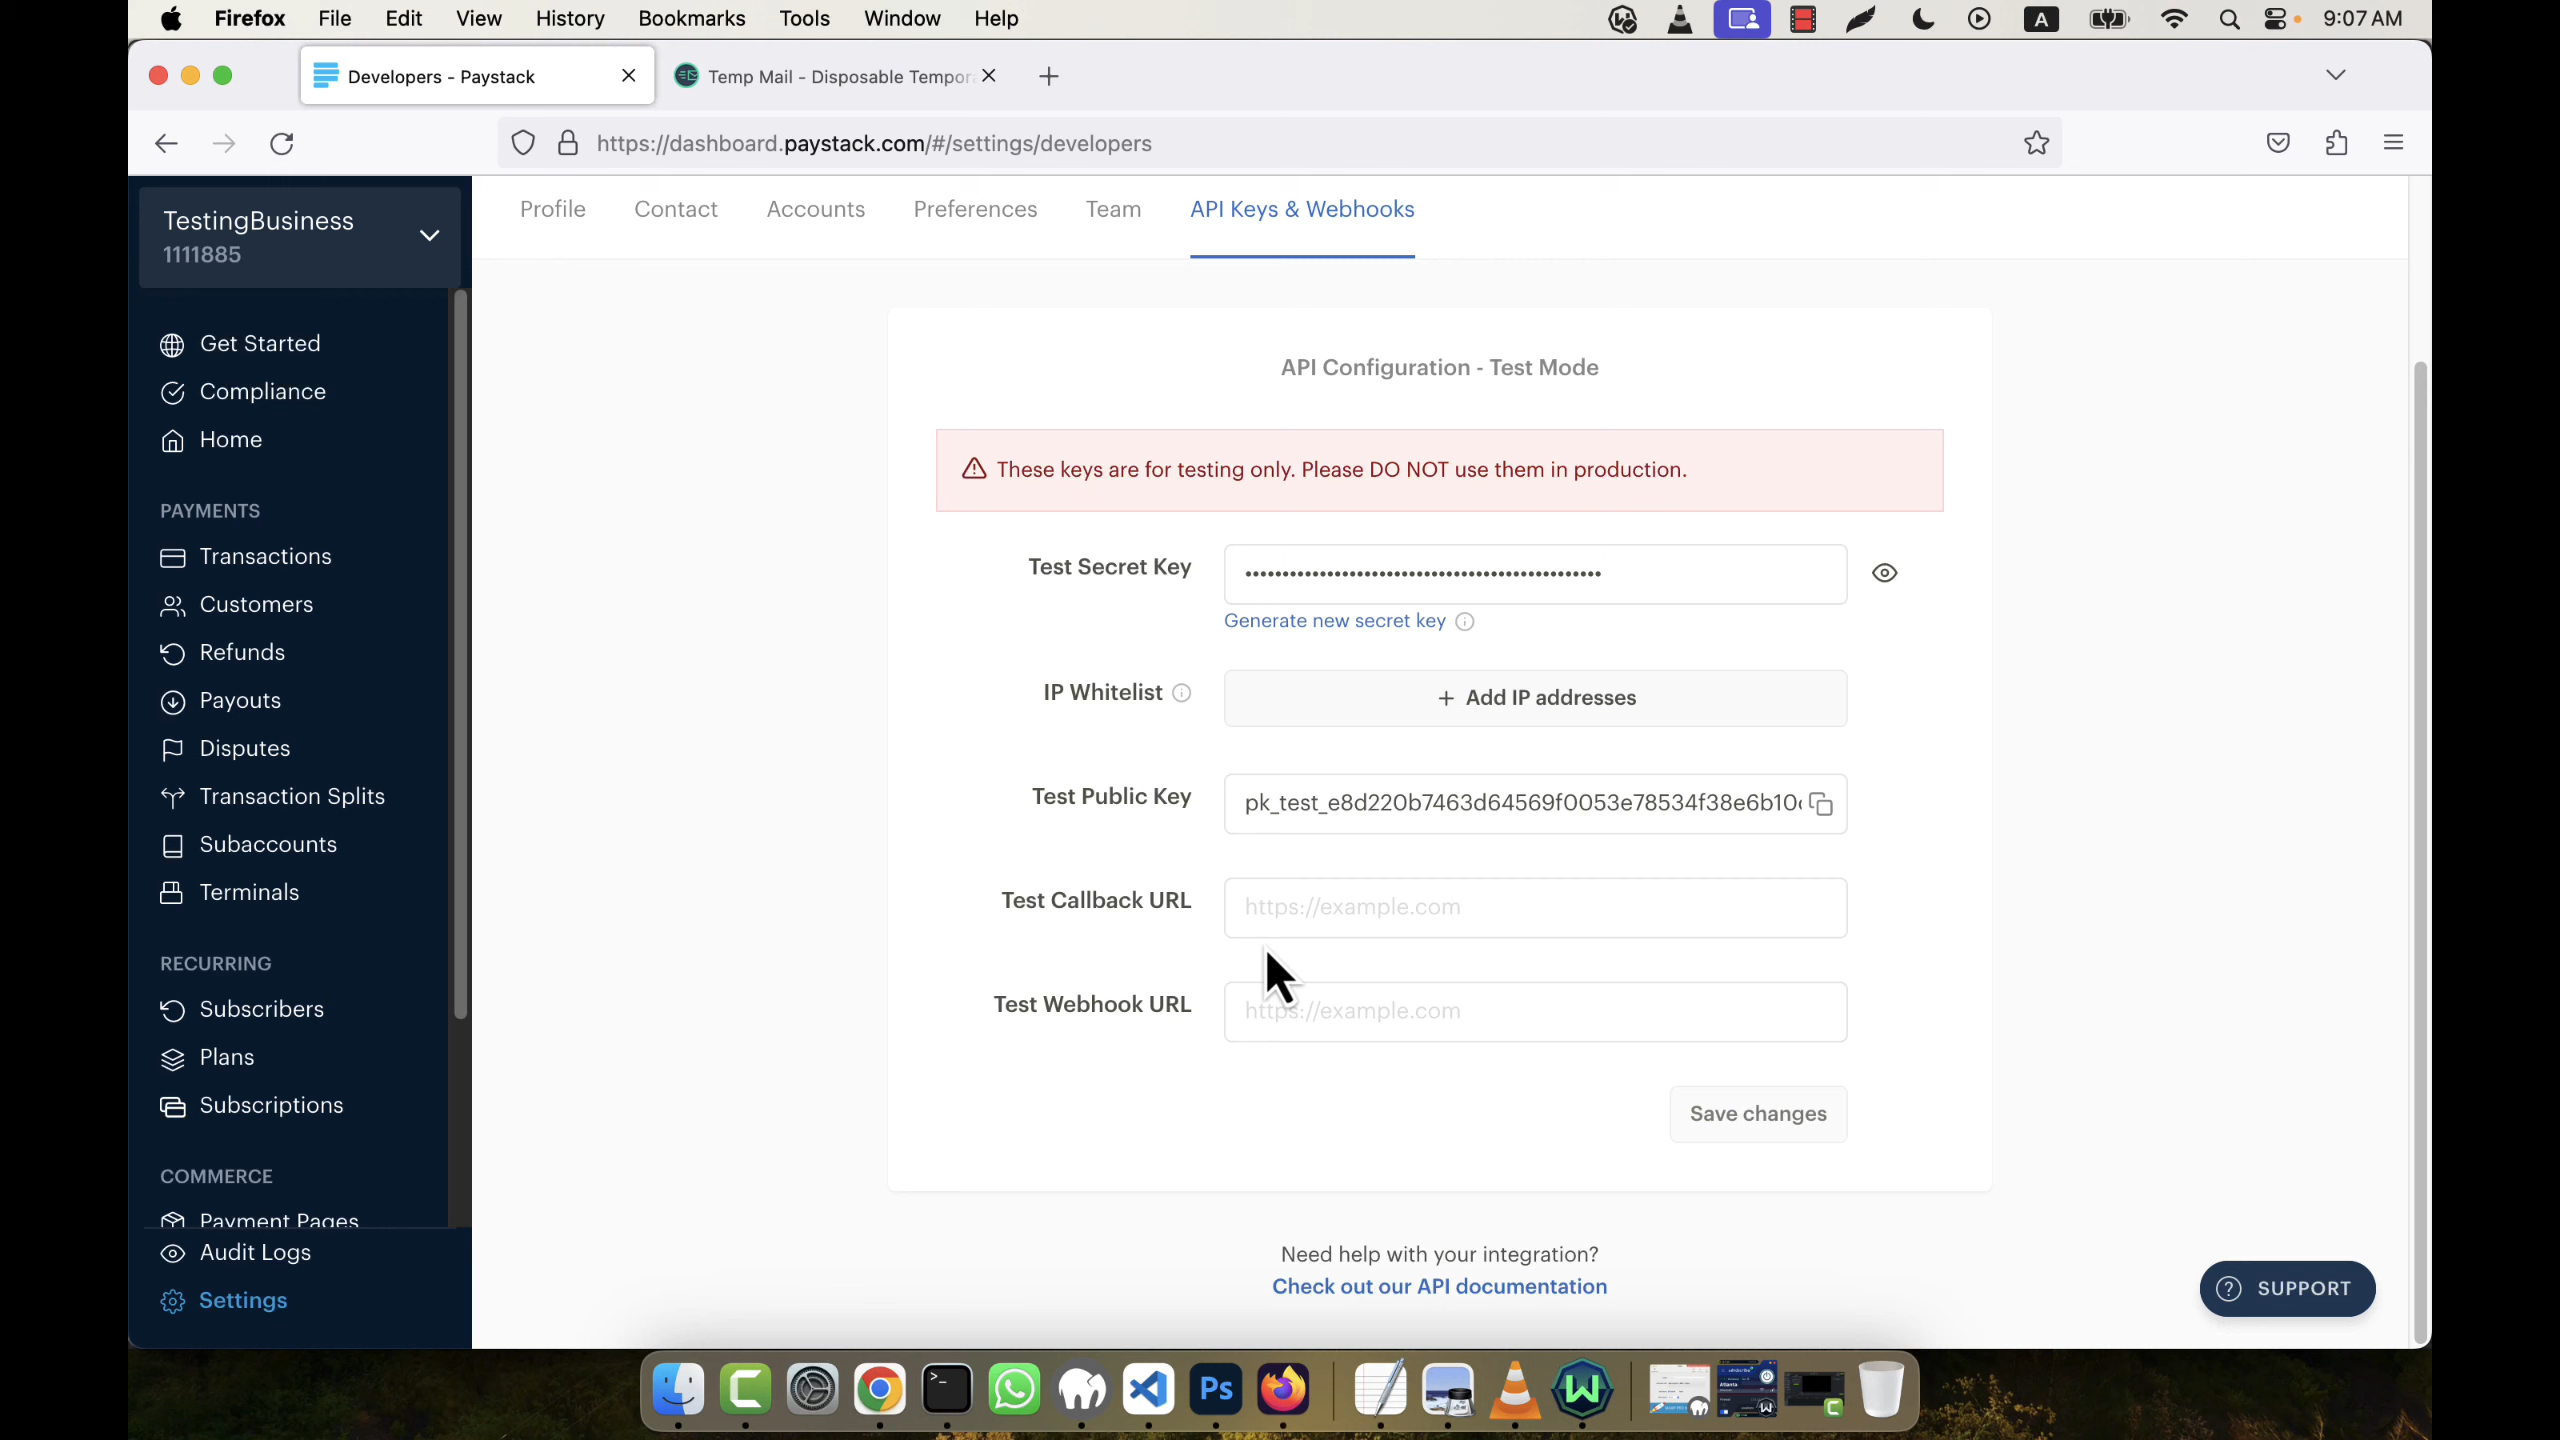 Firefox File Edit View History Bookmarks Tools Window Help
A 9:07 AM
Developers - Paystack
Temp Mail - Disposable Tempora
https://dashboard.paystack.com/#/settings/developers
TestingBusiness
1111885
Profile Contact Accounts Preferences Team API Keys & Webhooks
Get Started
Compliance
Home
PAYMENTS
Transactions
Customers
Refunds
Payouts
Disputes
Transaction Splits
Subaccounts
Terminals
RECURRING
Subscribers
Plans
Subscriptions
COMMERCE
Payment Pages
Audit Logs
Settings
API Configuration - Test Mode
These keys are for testing only. Please DO NOT use them in production.
Test Secret Key ••••••••••••••••••••••••••••••••••••••••••••••••
Generate new secret key
IP Whitelist + Add IP addresses
Test Public Key pk_test_e8d220b7463d64569f0053e78534f38e6b10
Test Callback URL https://example.com
Test Webhook URL https://example.com
Save changes
Need help with your integration?
Check out our API documentation
SUPPORT
Ps